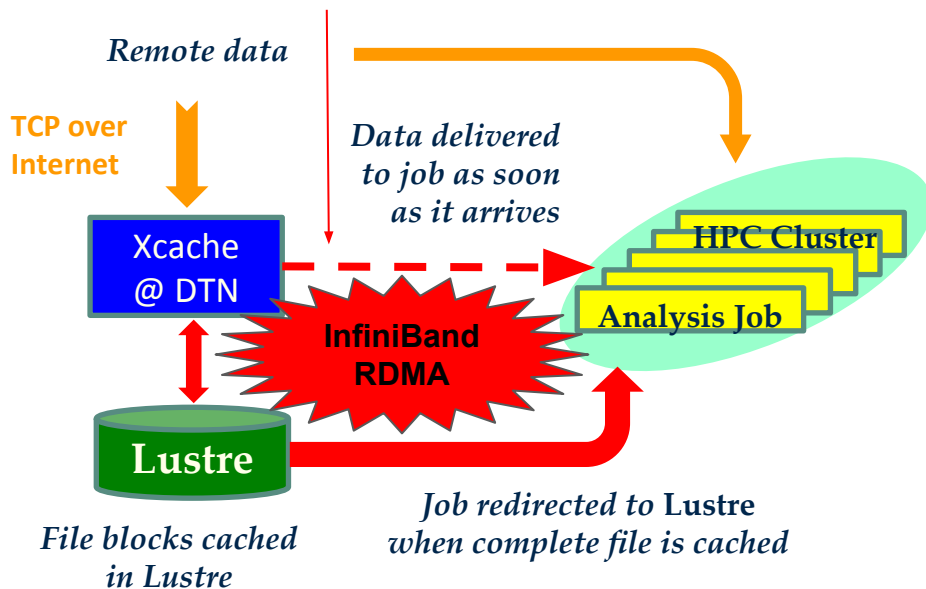 Remote data
TCP over
Internet
Data delivered
to job as soon
as it arrives
Xcache
@ DTN
HPC Cluster
Analysis Job
InfiniBand
RDMA
Lustre
Job redirected to Lustre
when complete file is cached
File blocks cached
in Lustre